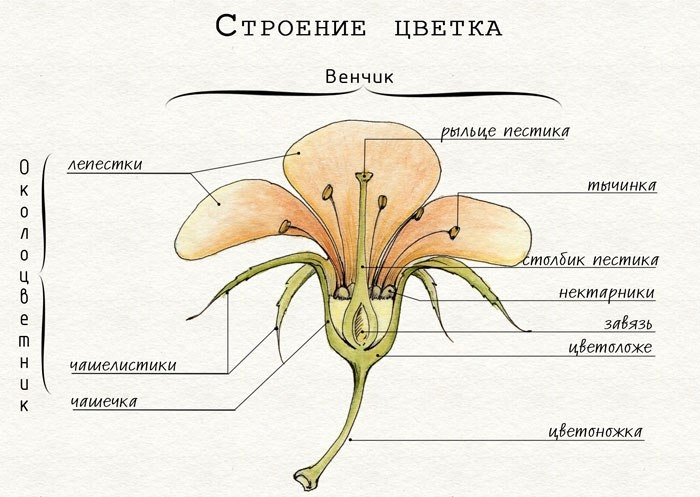 Строение цветка
Венчик
Околоцветник
лепестки
рыльце пестика
тычинка
столбик пестика
нектарники
завязь
цветоложе
чашелистики
чашечка
цветоножка